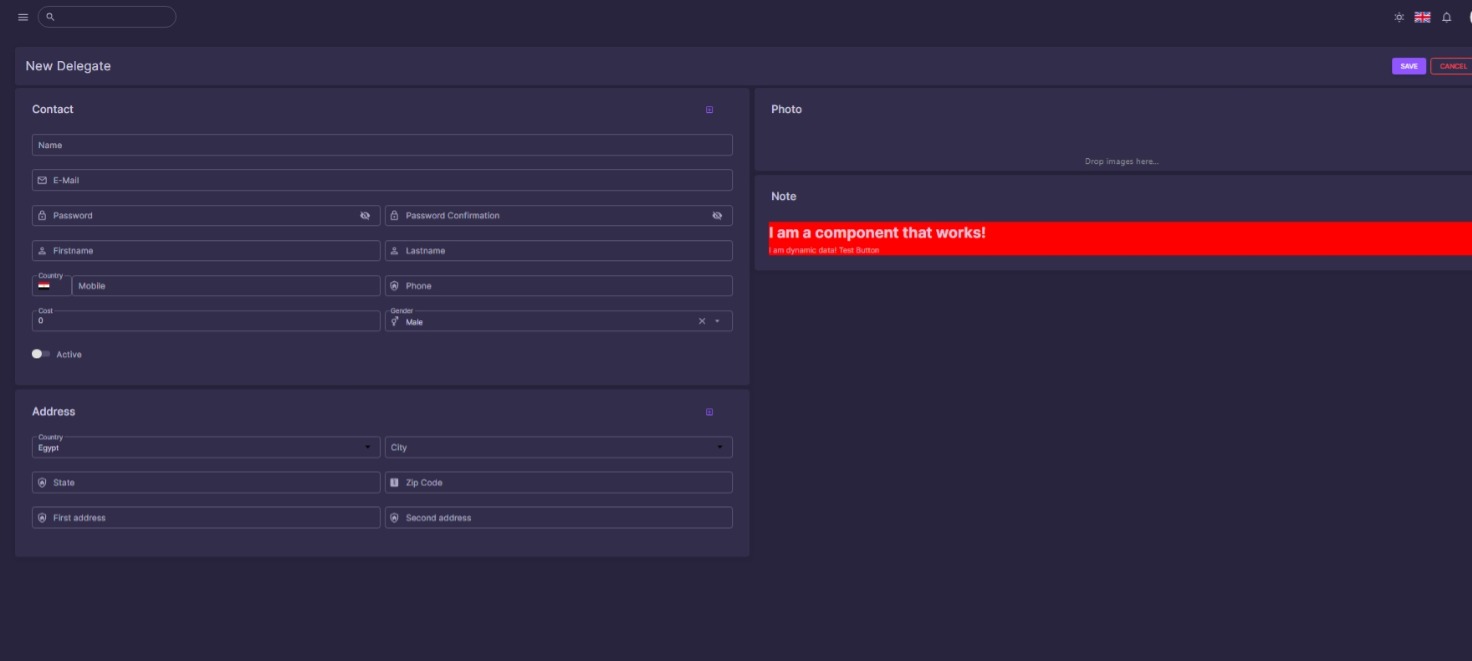 New Delegate
SAVE
CANCEL
Contact
Name
E-Mail
Password
Password Confirmation
Firstname
Lastname
Country
Mobile
Phone
Cost
0
Gender
Male
Active
Address
Country
Egypt
City
State
Zip Code
First address
Second address
Photo
Drop images here...
Note
I am a component that works!
I am dynamic data! Test Button